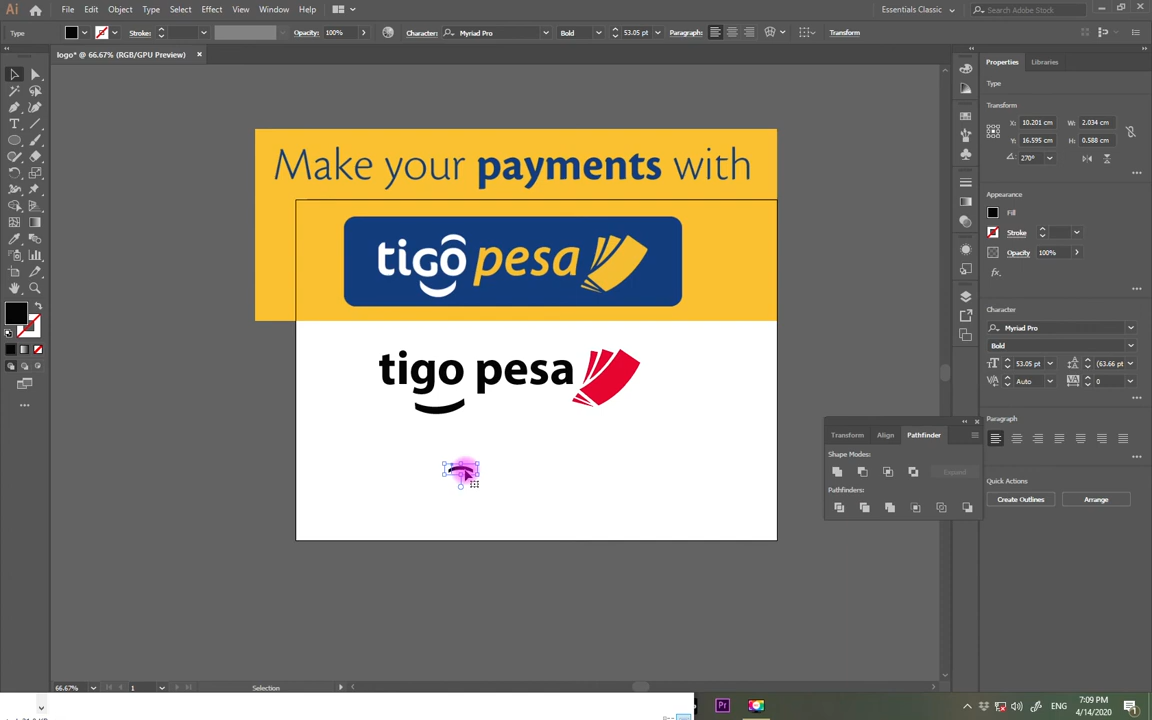 Ai File Edit Object Type Select Effect View Window Help Essentials Classic Search Adobe Stock
Type Stroke: Opacity: 100% Character: Myriad Pro Bold 53.05 pt Paragraph: Transform
logo* @ 66.67% (RGB/GPU Preview)
Make your payments with
tigo pesa
tigo pesa
Properties Libraries
Type
Transform
X: 10.201 cm W: 2.034 cm
Y: 16.595 cm H: 0.588 cm
270°
Appearance
Fill
Stroke
Opacity 100%
fx.
Character
Myriad Pro
Bold
53.05 pt (63.66 pt
Auto 0
Paragraph
Quick Actions
Create Outlines Arrange
Transform Align Pathfinder
Shape Modes:
Expand
Pathfinders:
66.67% 1 Selection
Pr ENG 7:09 PM
4/14/2020